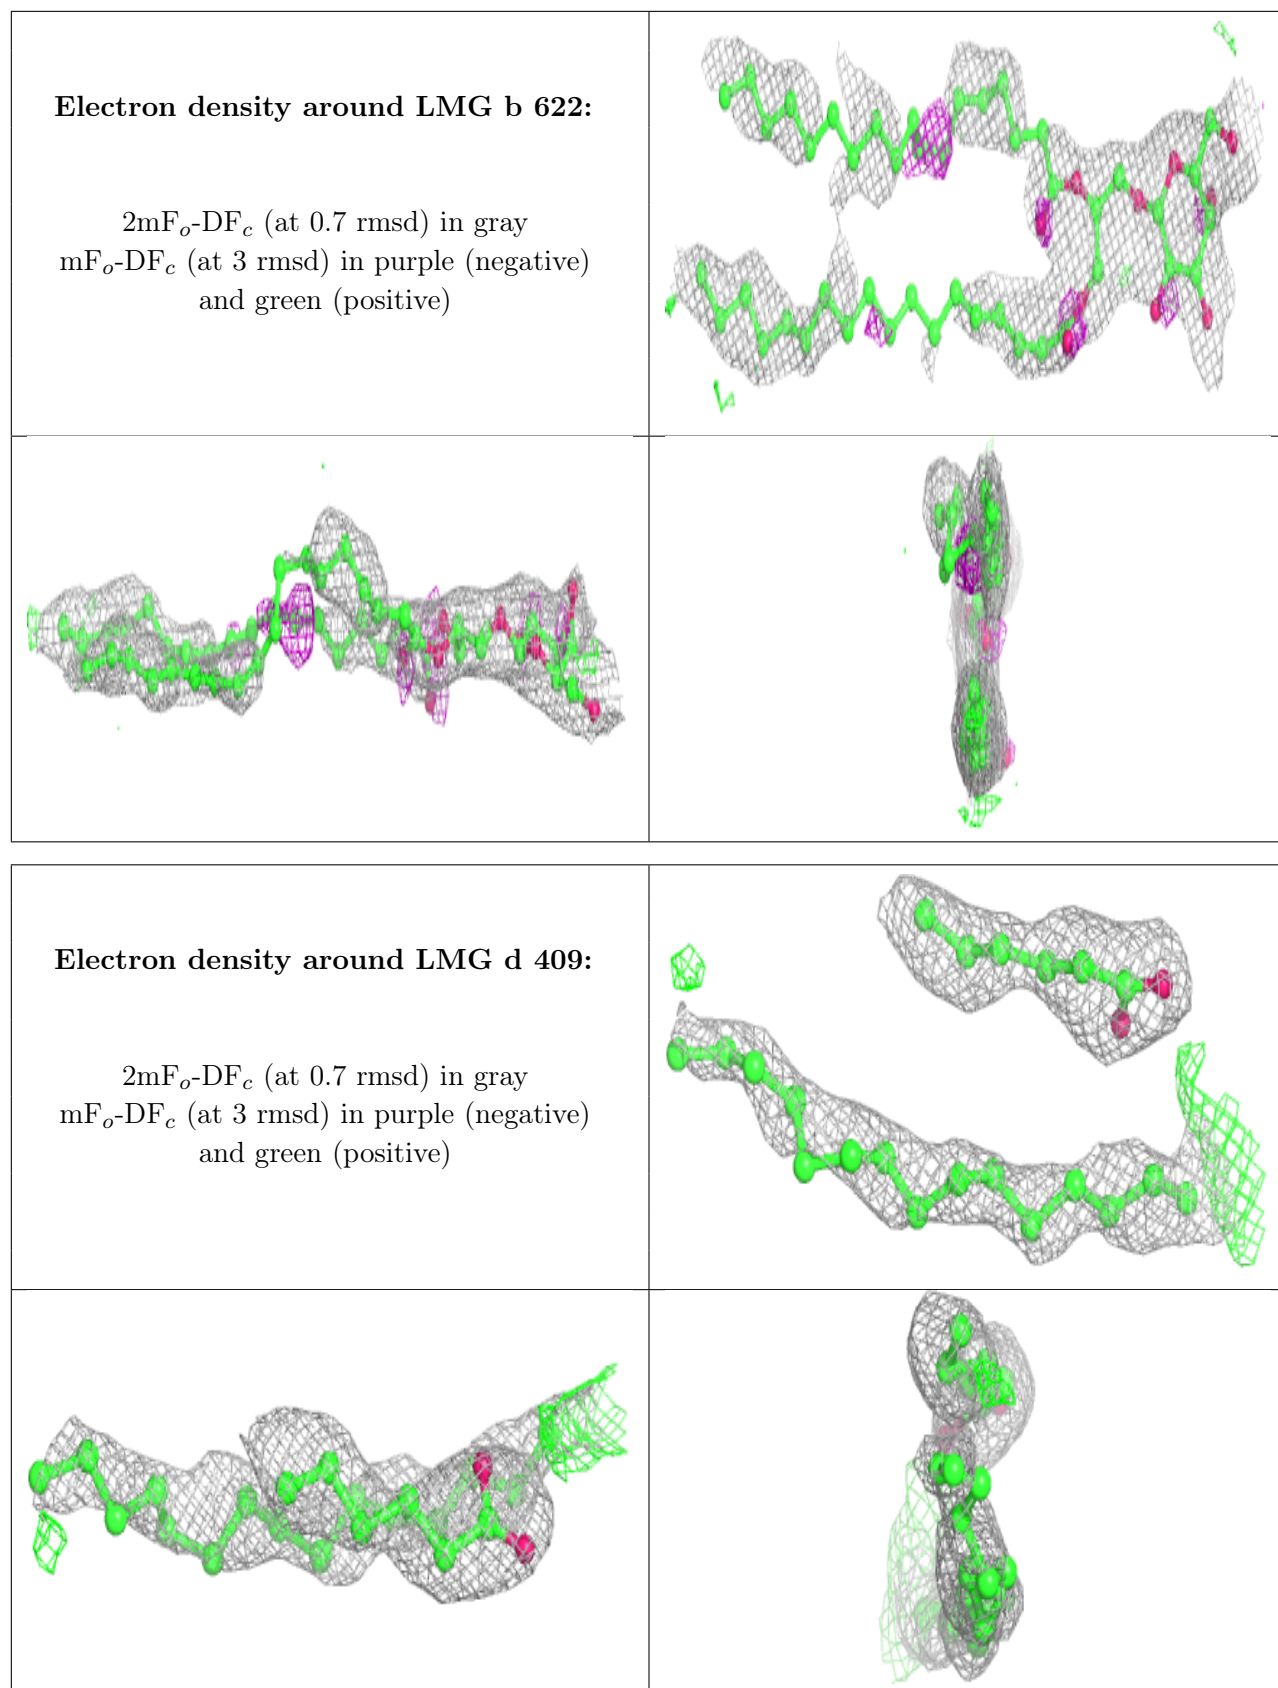 Electron density around LMG b 622:
2mFₒ-DF𝒸 (at 0.7 rmsd) in gray
mFₒ-DF𝒸 (at 3 rmsd) in purple (negative)
and green (positive)
Electron density around LMG d 409:
2mFₒ-DF𝒸 (at 0.7 rmsd) in gray
mFₒ-DF𝒸 (at 3 rmsd) in purple (negative)
and green (positive)